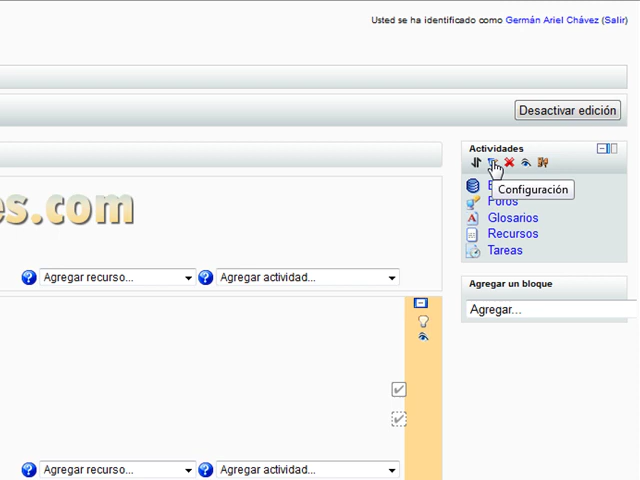 Usted se ha identificado como Germán Ariel Chávez (Salir)
Desactivar edición
Actividades
Configuración
Foros
Glosarios
Recursos
Tareas
es.com
Agregar recurso...
Agregar actividad...
Agregar un bloque
Agregar...
Agregar recurso...
Agregar actividad...